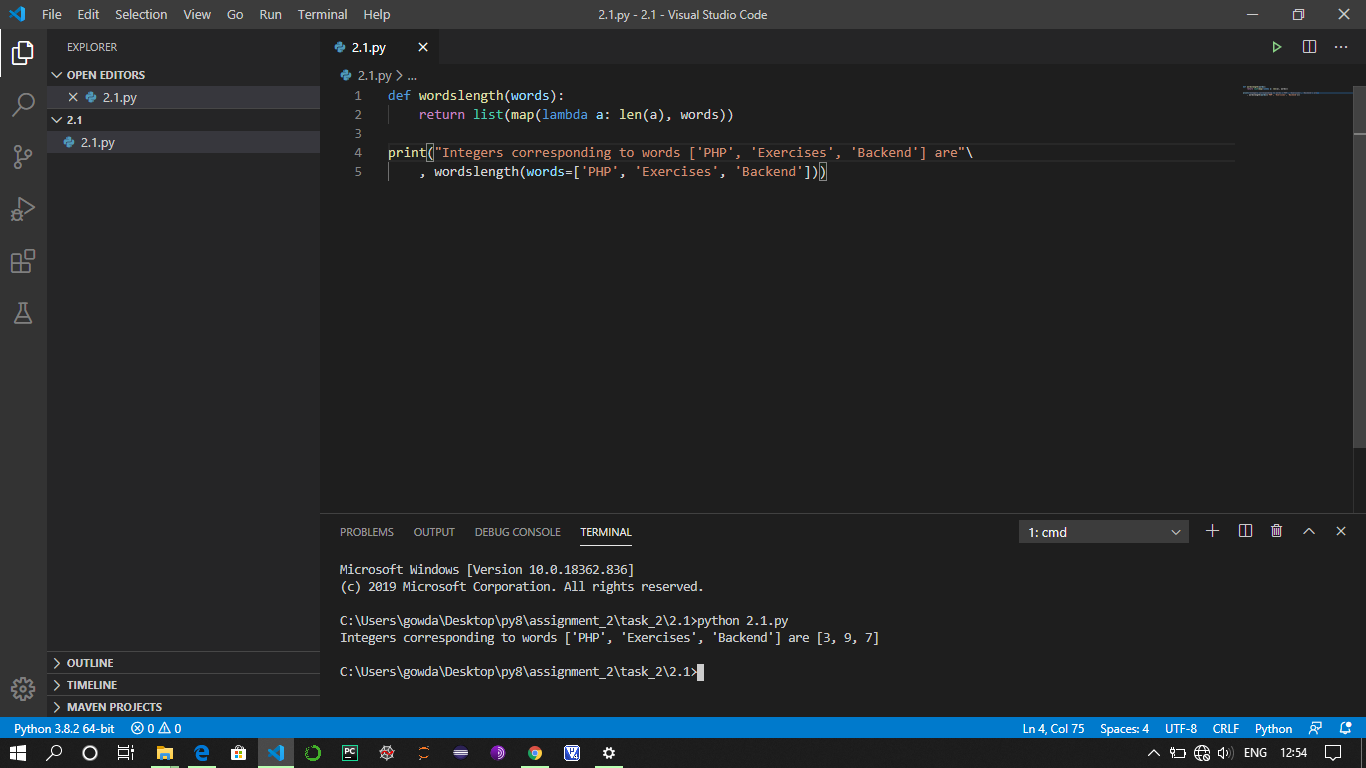 File Edit Selection View Go Run Terminal Help 2.1.py - 2.1 - Visual Studio Code
EXPLORER
OPEN EDITORS
2.1.py
2.1
2.1.py
OUTLINE
TIMELINE
MAVEN PROJECTS
2.1.py
2.1.py > ...
1 def wordslength(words):
2     return list(map(lambda a: len(a), words))
3
4 print("Integers corresponding to words ['PHP', 'Exercises', 'Backend'] are"\
5     , wordslength(words=['PHP', 'Exercises', 'Backend']))
PROBLEMS OUTPUT DEBUG CONSOLE TERMINAL 1: cmd
Microsoft Windows [Version 10.0.18362.836]
(c) 2019 Microsoft Corporation. All rights reserved.
C:\Users\gowda\Desktop\py8\assignment_2\task_2\2.1>python 2.1.py
Integers corresponding to words ['PHP', 'Exercises', 'Backend'] are [3, 9, 7]
C:\Users\gowda\Desktop\py8\assignment_2\task_2\2.1>
Python 3.8.2 64-bit 0 0 Ln 4, Col 75 Spaces: 4 UTF-8 CRLF Python
PC ENG 12:54